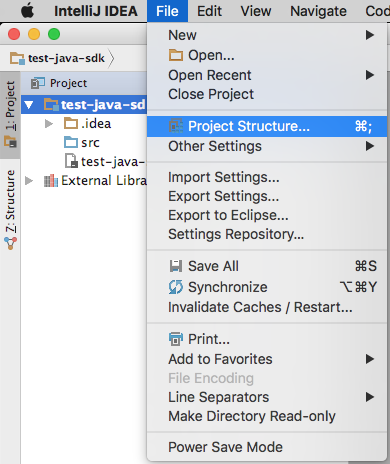 IntelliJ IDEA File Edit View Navigate
test-java-sdk
Project
test-java-sd
.idea
src
test-java-
External Libra
1: Project
7: Structure
New
Open...
Open Recent
Close Project
Project Structure... ⌘;
Other Settings
Import Settings...
Export Settings...
Export to Eclipse...
Settings Repository...
Save All ⌘S
Synchronize ⌥⌘Y
Invalidate Caches / Restart...
Print...
Add to Favorites
File Encoding
Line Separators
Make Directory Read-only
Power Save Mode